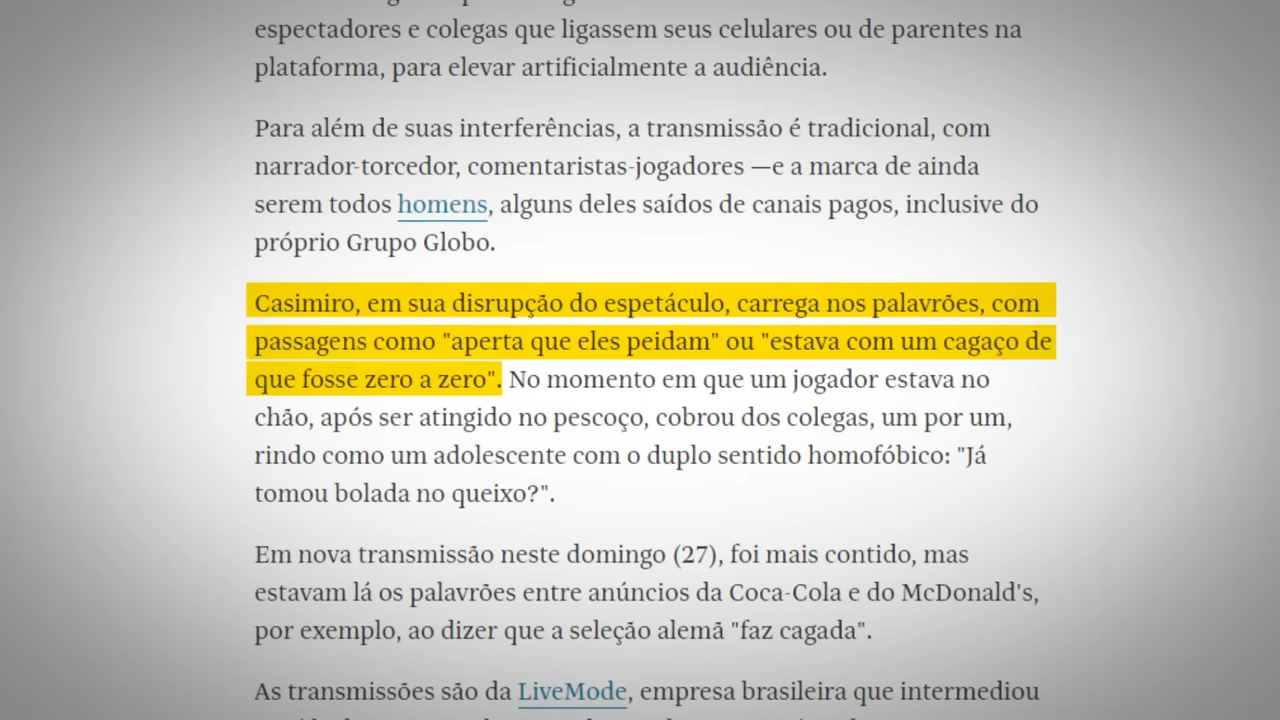 espectadores e colegas que ligassem seus celulares ou de parentes na
plataforma, para elevar artificialmente a audiência.
Para além de suas interferências, a transmissão é tradicional, com
narrador-torcedor, comentaristas-jogadores —e a marca de ainda
serem todos homens, alguns deles saídos de canais pagos, inclusive do
próprio Grupo Globo.
Casimiro, em sua disrupção do espetáculo, carrega nos palavrões, com
passagens como "aperta que eles peidam" ou "estava com um cagaço de
que fosse zero a zero". No momento em que um jogador estava no
chão, após ser atingido no pescoço, cobrou dos colegas, um por um,
rindo como um adolescente com o duplo sentido homofóbico: "Já
tomou bolada no queixo?".
Em nova transmissão neste domingo (27), foi mais contido, mas
estavam lá os palavrões entre anúncios da Coca-Cola e do McDonald's,
por exemplo, ao dizer que a seleção alemã "faz cagada".
As transmissões são da LiveMode, empresa brasileira que intermediou